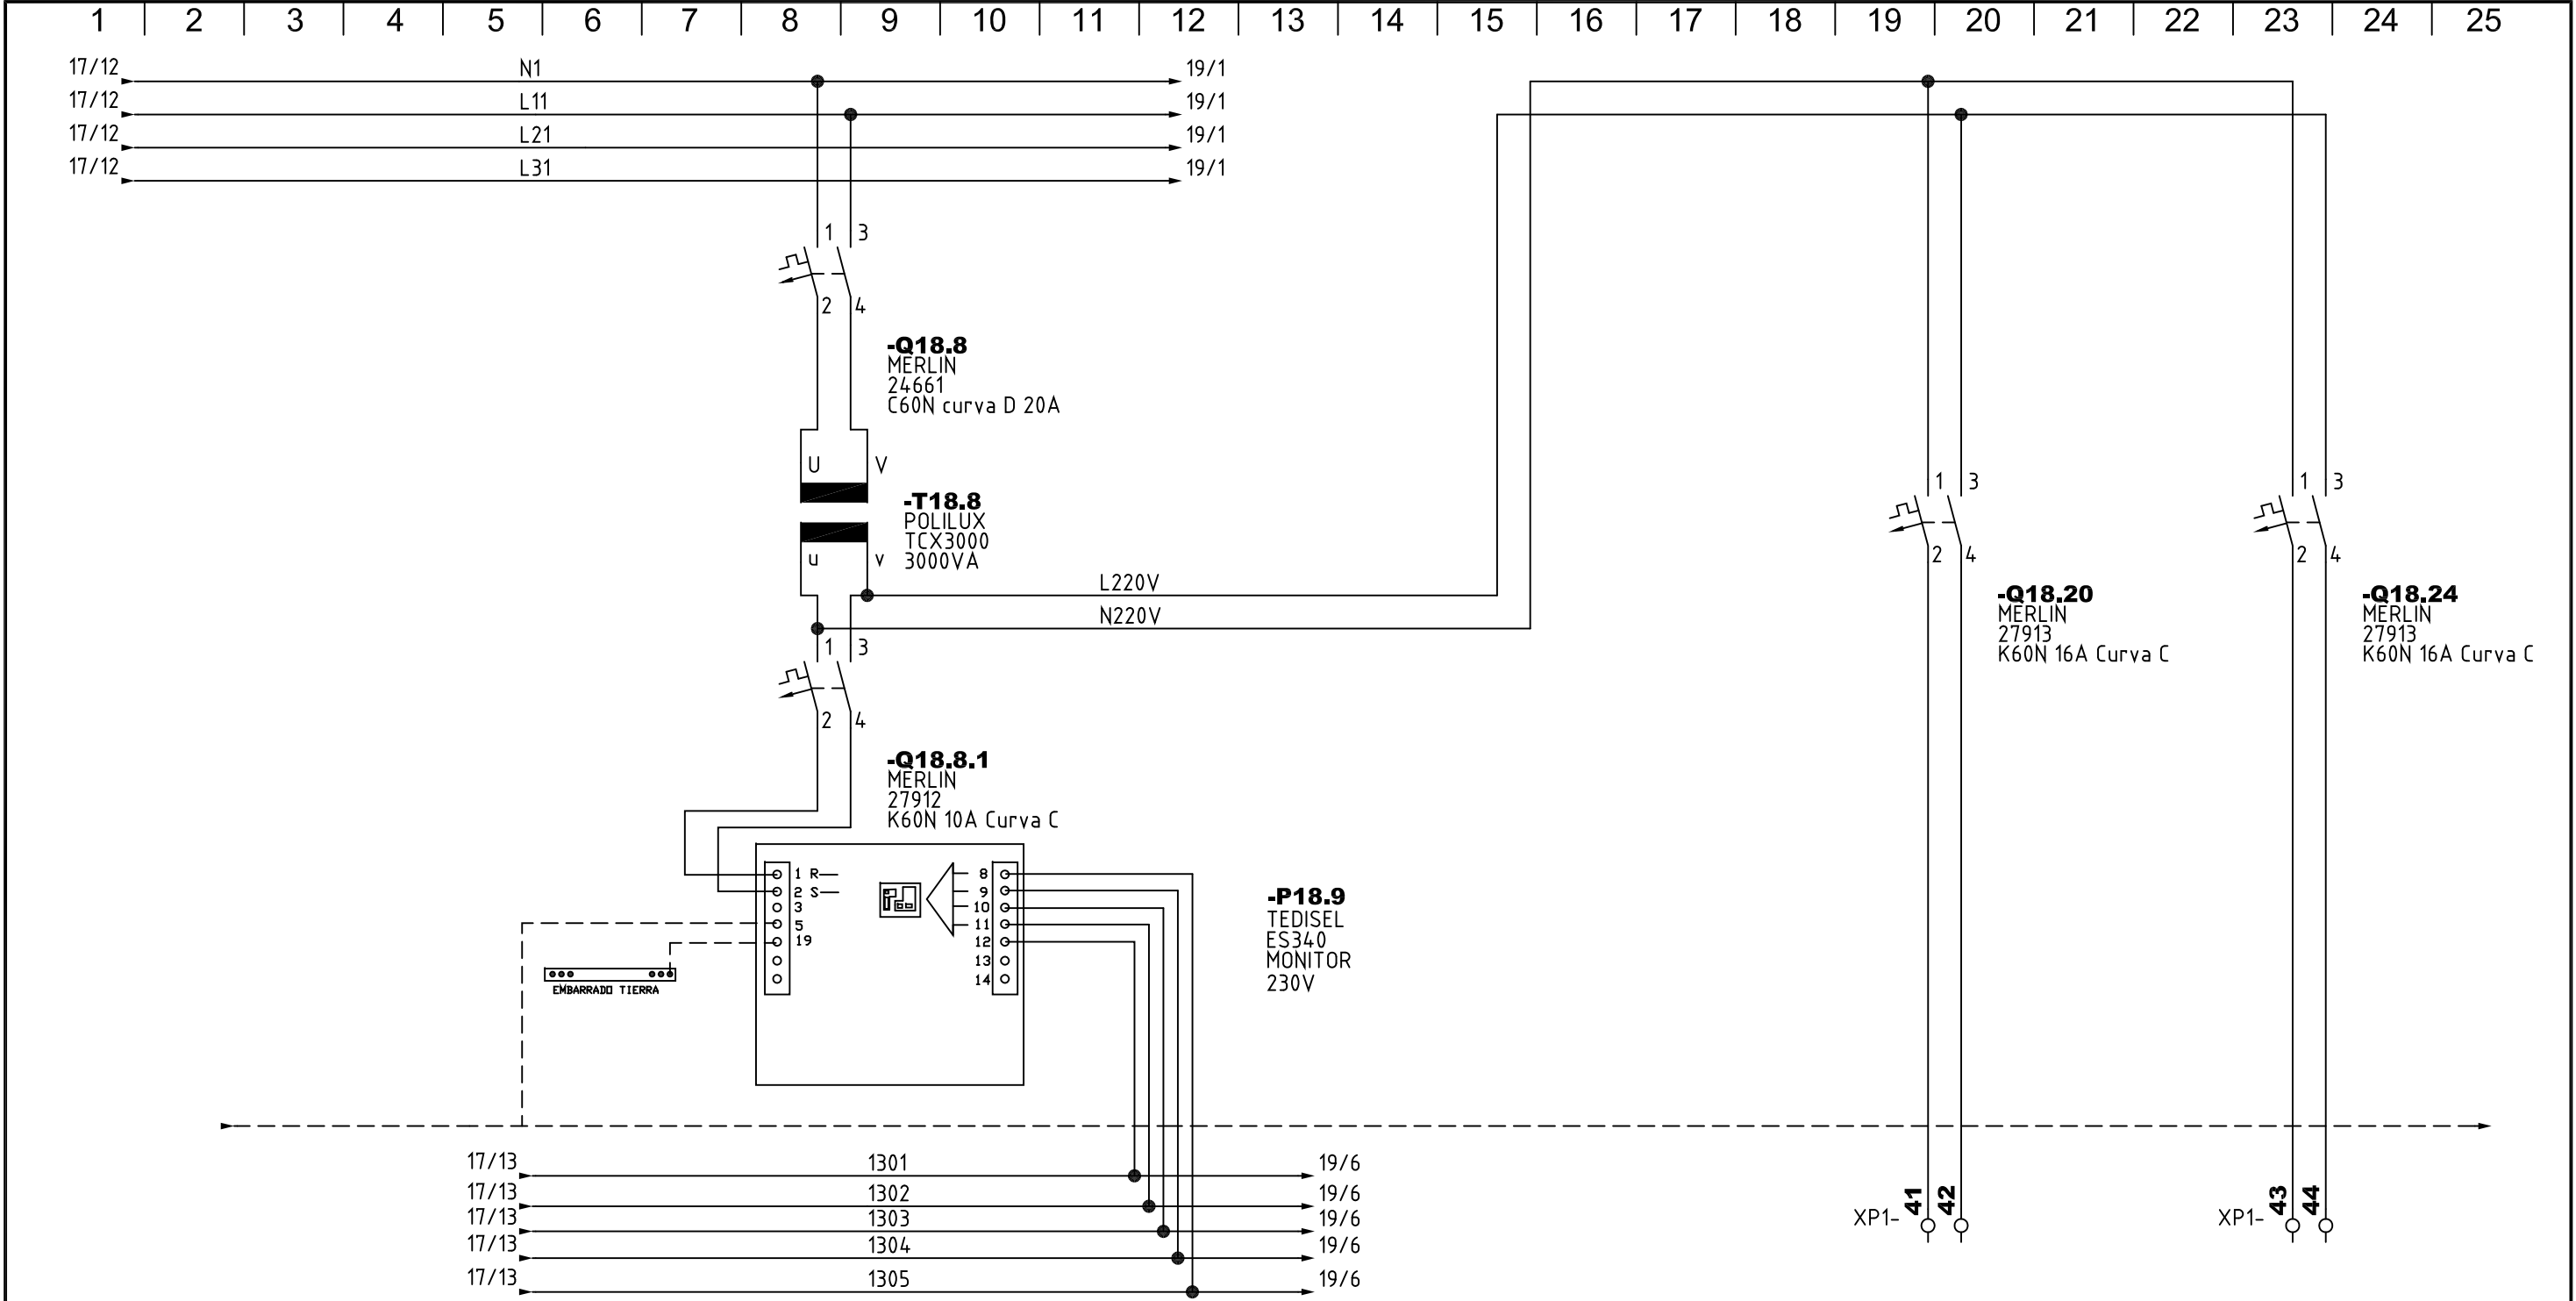 1 2 3 4 5 6 7 8 9 10 11 12 13 14 15 16 17 18 19 20 21 22 23 24 25
17/12 N1 19/1
17/12 L11 19/1
17/12 L21 19/1
17/12 L31 19/1
1 3
2 4
-Q18.8
MERLIN
24661
C60N curva D 20A
U V
-T18.8
POLILUX
TCX3000
3000VA
u v
L220V
N220V
1 3
2 4
-Q18.8.1
MERLIN
27912
K60N 10A Curva C
1 3
2 4
-Q18.20
MERLIN
27913
K60N 16A Curva C
1 3
2 4
-Q18.24
MERLIN
27913
K60N 16A Curva C
1 R
2 S
3
5
19
8
9
10
11
12
13
14
EMBARRADO TIERRA
-P18.9
TEDISEL
ES340
MONITOR
230V
17/13 1301 19/6
17/13 1302 19/6
17/13 1303 19/6
17/13 1304 19/6
17/13 1305 19/6
XP1- 41 42
XP1- 43 44